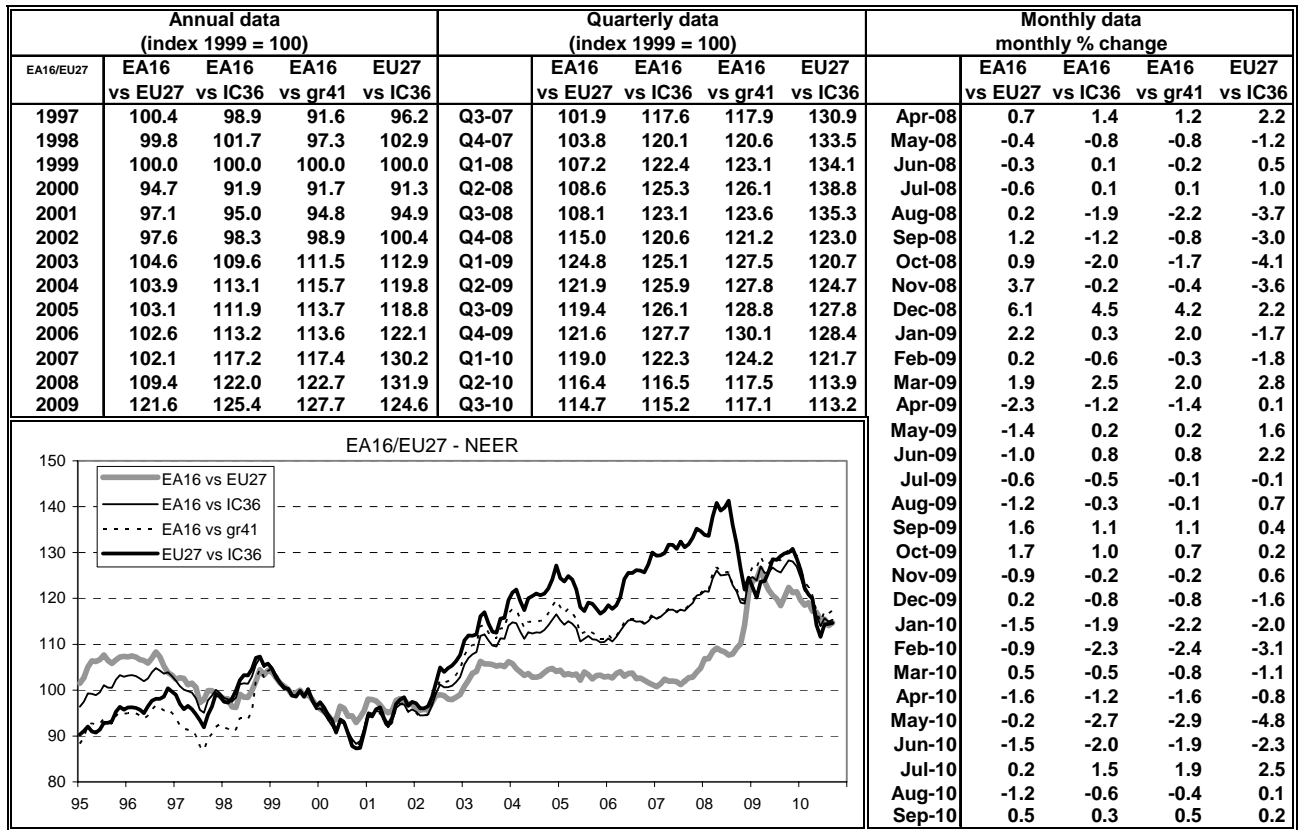 Annual data Quarterly data Monthly data
(index 1999 = 100) (index 1999 = 100) monthly % change
EA16/EU27 EA16 EA16 EA16 EU27 EA16 EA16 EA16 EU27 EA16 EA16 EA16 EU27
vs EU27 vs IC36 vs gr41 vs IC36 vs EU27 vs IC36 vs gr41 vs IC36 vs EU27 vs IC36 vs gr41 vs IC36
1997 100.4 98.9 91.6 96.2 Q3-07 101.9 117.6 117.9 130.9 Apr-08 0.7 1.4 1.2 2.2
1998 99.8 101.7 97.3 102.9 Q4-07 103.8 120.1 120.6 133.5 May-08 -0.4 -0.8 -0.8 -1.2
1999 100.0 100.0 100.0 100.0 Q1-08 107.2 122.4 123.1 134.1 Jun-08 -0.3 0.1 -0.2 0.5
2000 94.7 91.9 91.7 91.3 Q2-08 108.6 125.3 126.1 138.8 Jul-08 -0.6 0.1 0.1 1.0
2001 97.1 95.0 94.8 94.9 Q3-08 108.1 123.1 123.6 135.3 Aug-08 0.2 -1.9 -2.2 -3.7
2002 97.6 98.3 98.9 100.4 Q4-08 115.0 120.6 121.2 123.0 Sep-08 1.2 -1.2 -0.8 -3.0
2003 104.6 109.6 111.5 112.9 Q1-09 124.8 125.1 127.5 120.7 Oct-08 0.9 -2.0 -1.7 -4.1
2004 103.9 113.1 115.7 119.8 Q2-09 121.9 125.9 127.8 124.7 Nov-08 3.7 -0.2 -0.4 -3.6
2005 103.1 111.9 113.7 118.8 Q3-09 119.4 126.1 128.8 127.8 Dec-08 6.1 4.5 4.2 2.2
2006 102.6 113.2 113.6 122.1 Q4-09 121.6 127.7 130.1 128.4 Jan-09 2.2 0.3 2.0 -1.7
2007 102.1 117.2 117.4 130.2 Q1-10 119.0 122.3 124.2 121.7 Feb-09 0.2 -0.6 -0.3 -1.8
2008 109.4 122.0 122.7 131.9 Q2-10 116.4 116.5 117.5 113.9 Mar-09 1.9 2.5 2.0 2.8
2009 121.6 125.4 127.7 124.6 Q3-10 114.7 115.2 117.1 113.2 Apr-09 -2.3 -1.2 -1.4 0.1
May-09 -1.4 0.2 0.2 1.6
Jun-09 -1.0 0.8 0.8 2.2
Jul-09 -0.6 -0.5 -0.1 -0.1
Aug-09 -1.2 -0.3 -0.1 0.7
Sep-09 1.6 1.1 1.1 0.4
Oct-09 1.7 1.0 0.7 0.2
Nov-09 -0.9 -0.2 -0.2 0.6
Dec-09 0.2 -0.8 -0.8 -1.6
Jan-10 -1.5 -1.9 -2.2 -2.0
Feb-10 -0.9 -2.3 -2.4 -3.1
Mar-10 0.5 -0.5 -0.8 -1.1
Apr-10 -1.6 -1.2 -1.6 -0.8
May-10 -0.2 -2.7 -2.9 -4.8
Jun-10 -1.5 -2.0 -1.9 -2.3
Jul-10 0.2 1.5 1.9 2.5
Aug-10 -1.2 -0.6 -0.4 0.1
Sep-10 0.5 0.3 0.5 0.2
EA16/EU27 - NEER
EA16 vs EU27
EA16 vs IC36
EA16 vs gr41
EU27 vs IC36
150
140
130
120
110
100
90
80
95 96 97 98 99 00 01 02 03 04 05 06 07 08 09 10